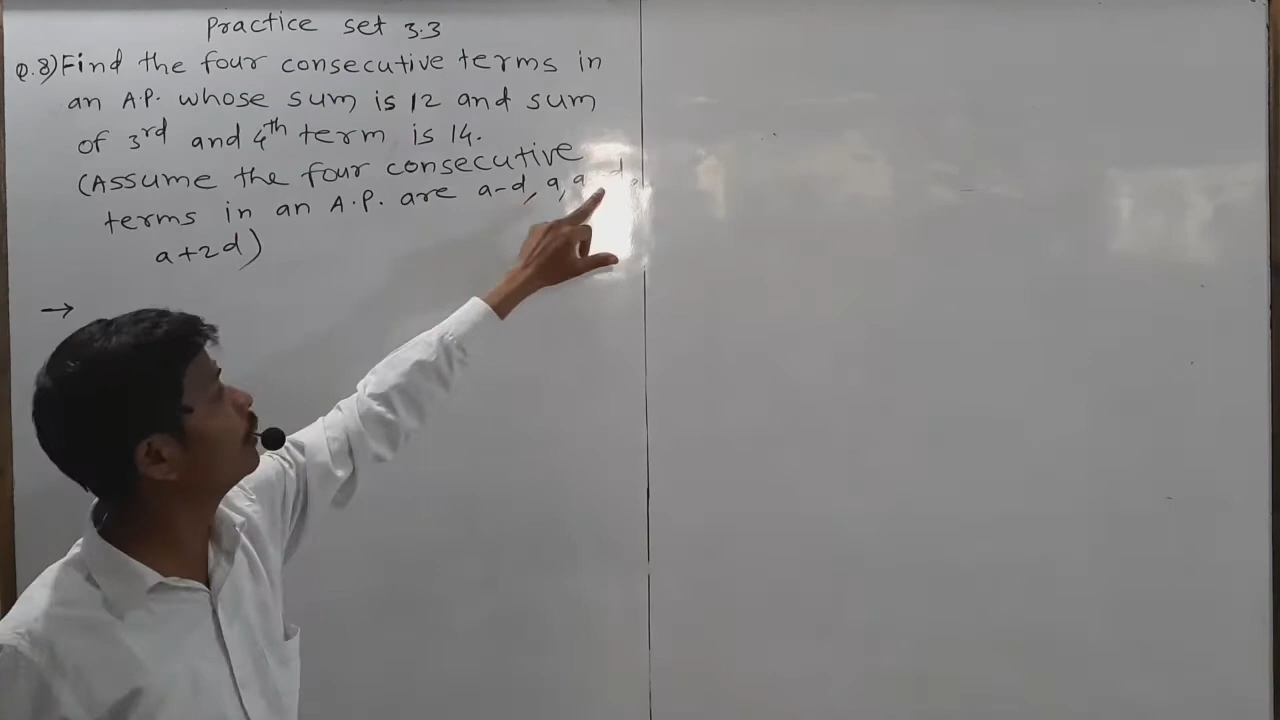 Practice set 3.3
Q.8) Find the four consecutive terms in
an A.P. whose sum is 12 and sum
of 3rd and 4th term is 14.
(Assume the four consecutive
terms in an A.P. are a-d, a, a d,
a+2d)
→